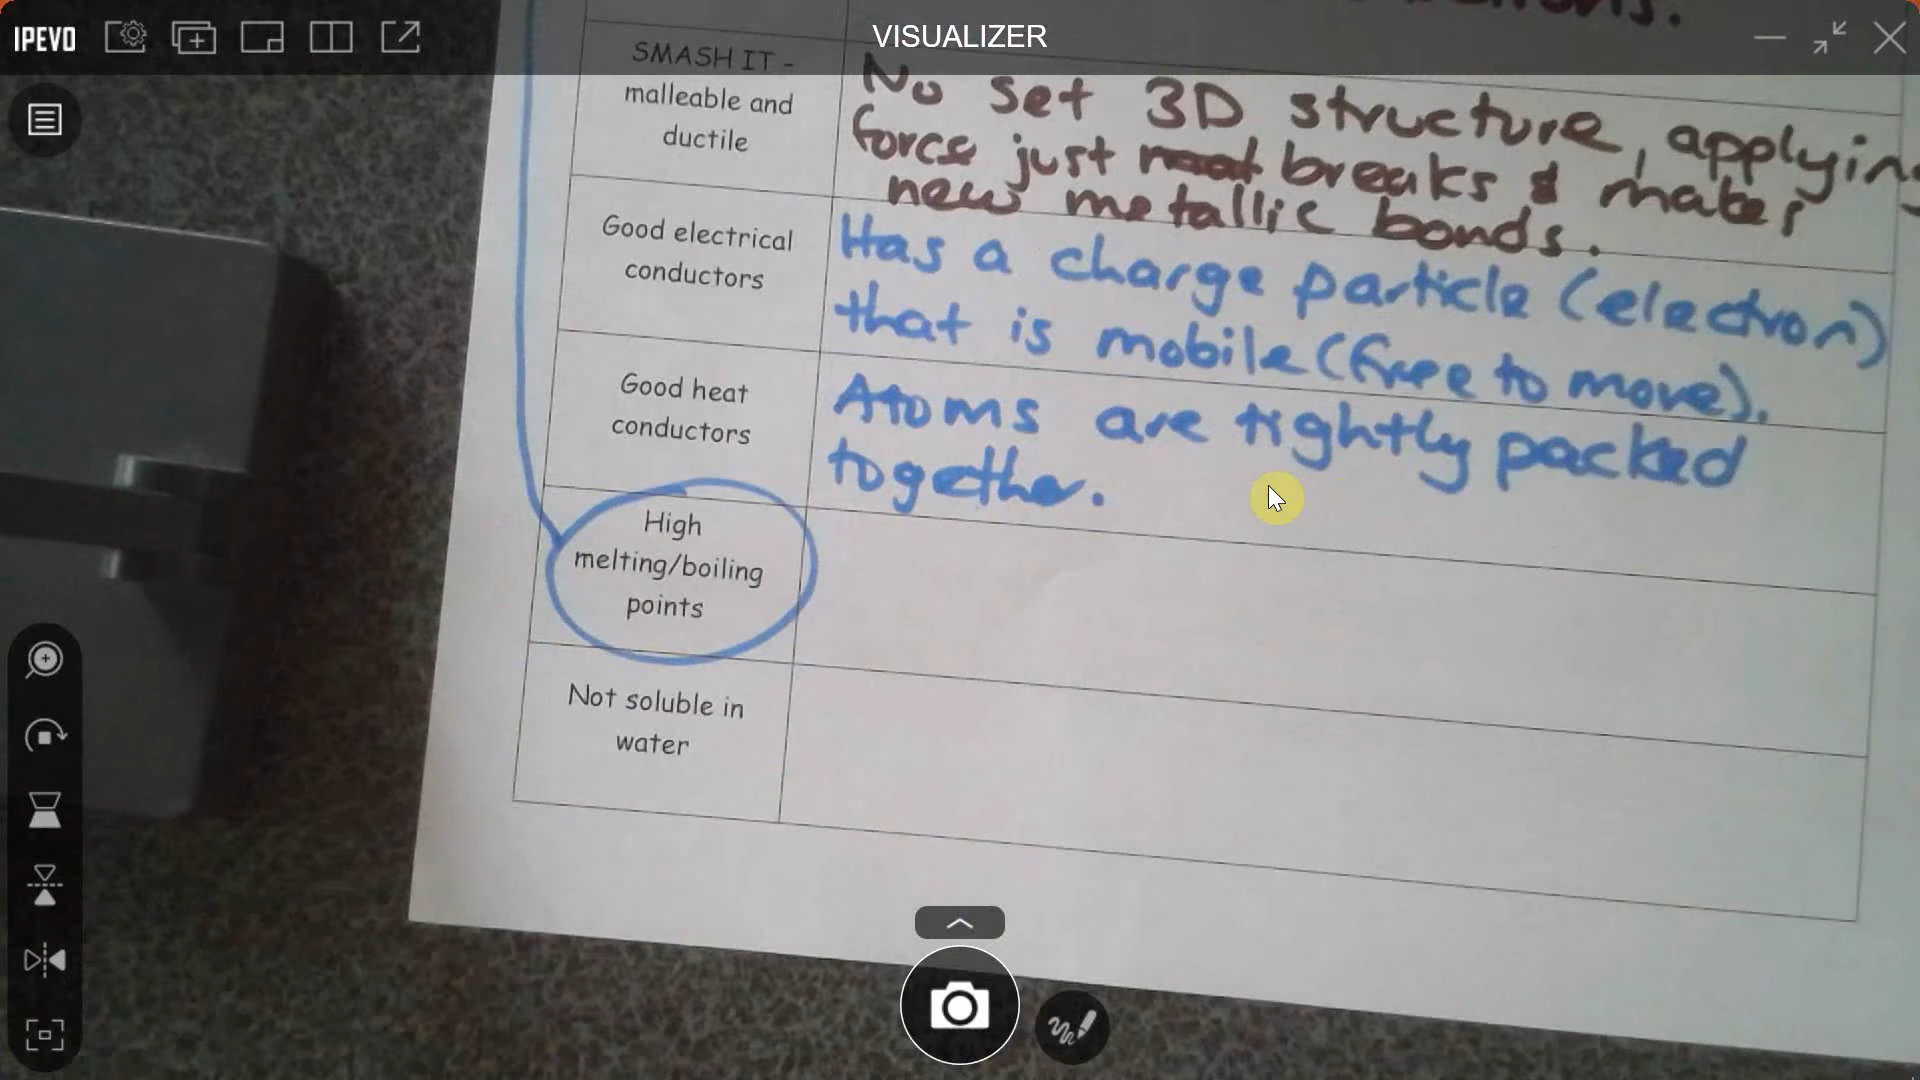 IPEVO
VISUALIZER
SMASH IT -
malleable and
ductile
No set 3D structure, applying
force just breaks & makes
new metallic bonds.
Good electrical
conductors
Has a charge particle (electron)
that is mobile (free to move).
Good heat
conductors
Atoms are tightly packed
together.
High
melting/boiling
points
Not soluble in
water